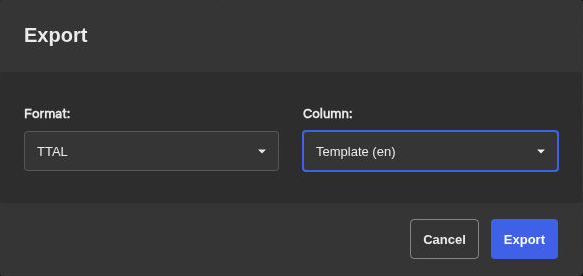 Export
Format:
Column:
TTAL
Template (en)
Cancel
Export